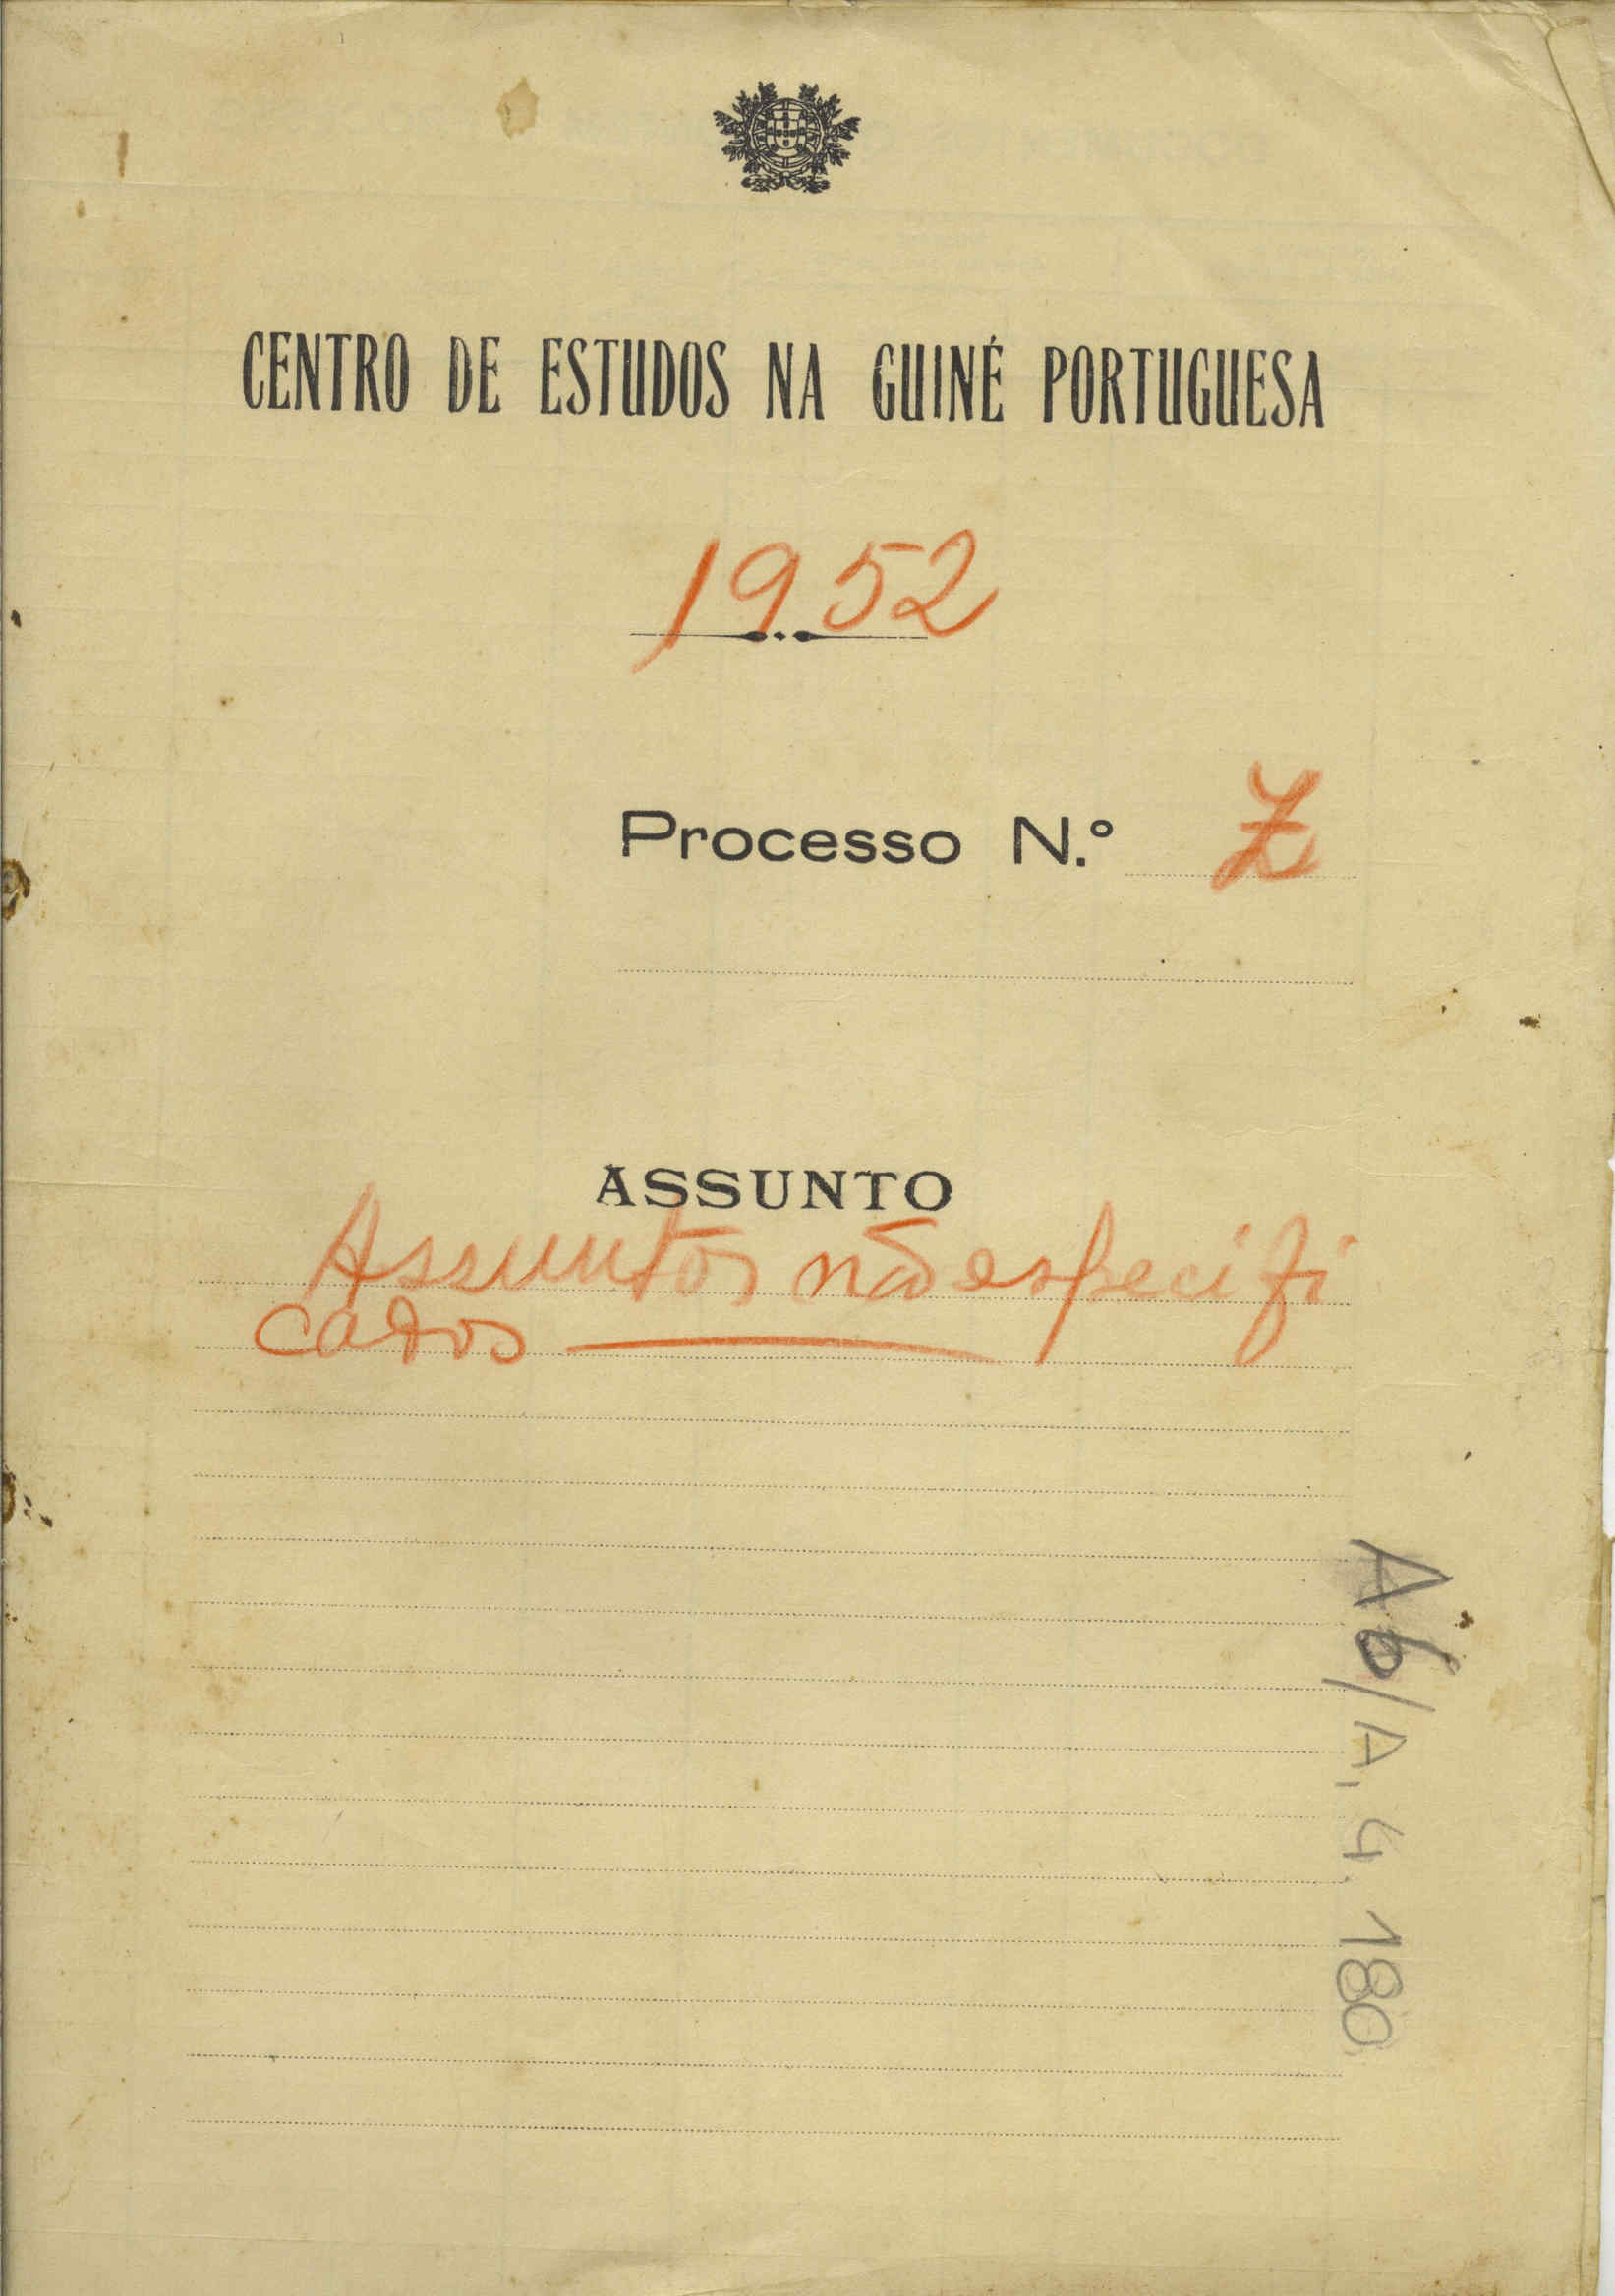 CENTRO DE ESTUDOS NA GUINÉ PORTUGUESA
1952
Processo N.º Z
ASSUNTO
Assuntos não especifi
cados
A6/A, 4, 180